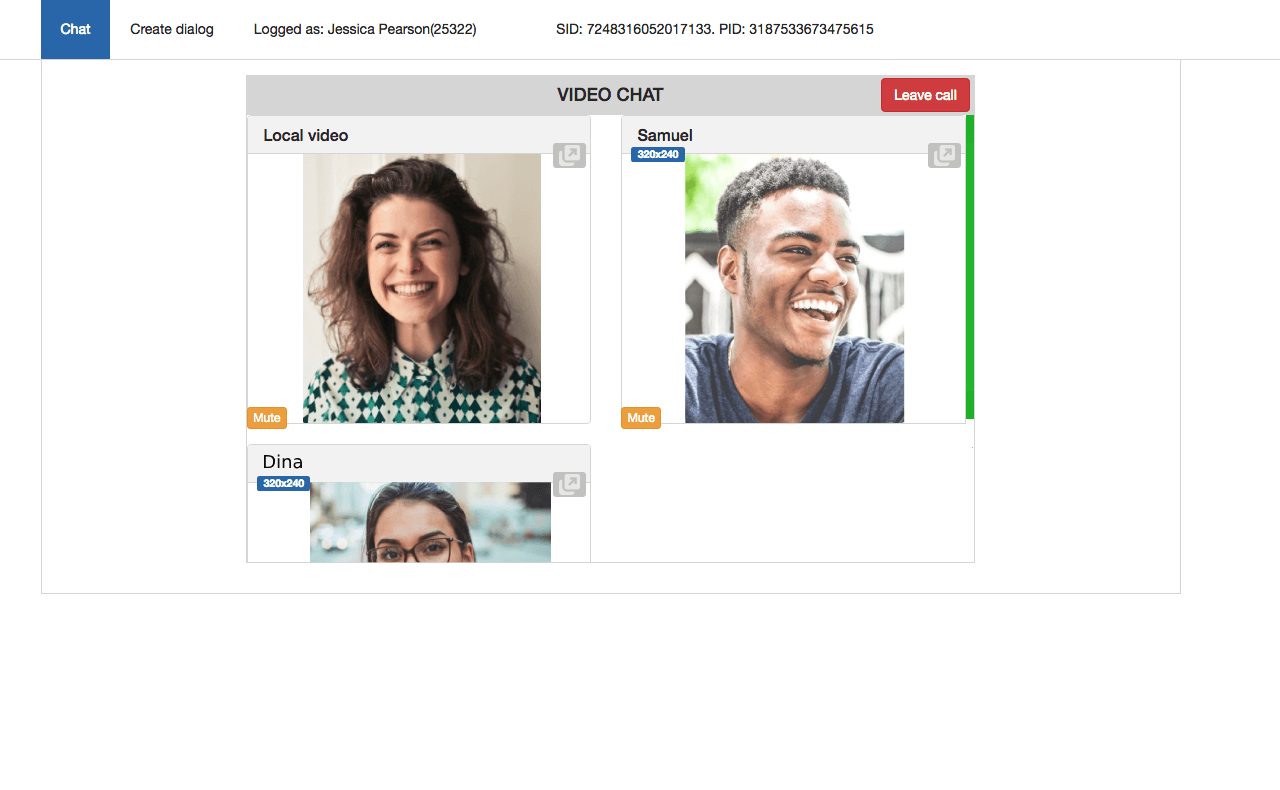 Chat Create dialog Logged as: Jessica Pearson(25322) SID: 7248316052017133. PID: 3187533673475615
VIDEO CHAT Leave call
Local video
Samuel
320x240
Mute
Mute
Dina
320x240